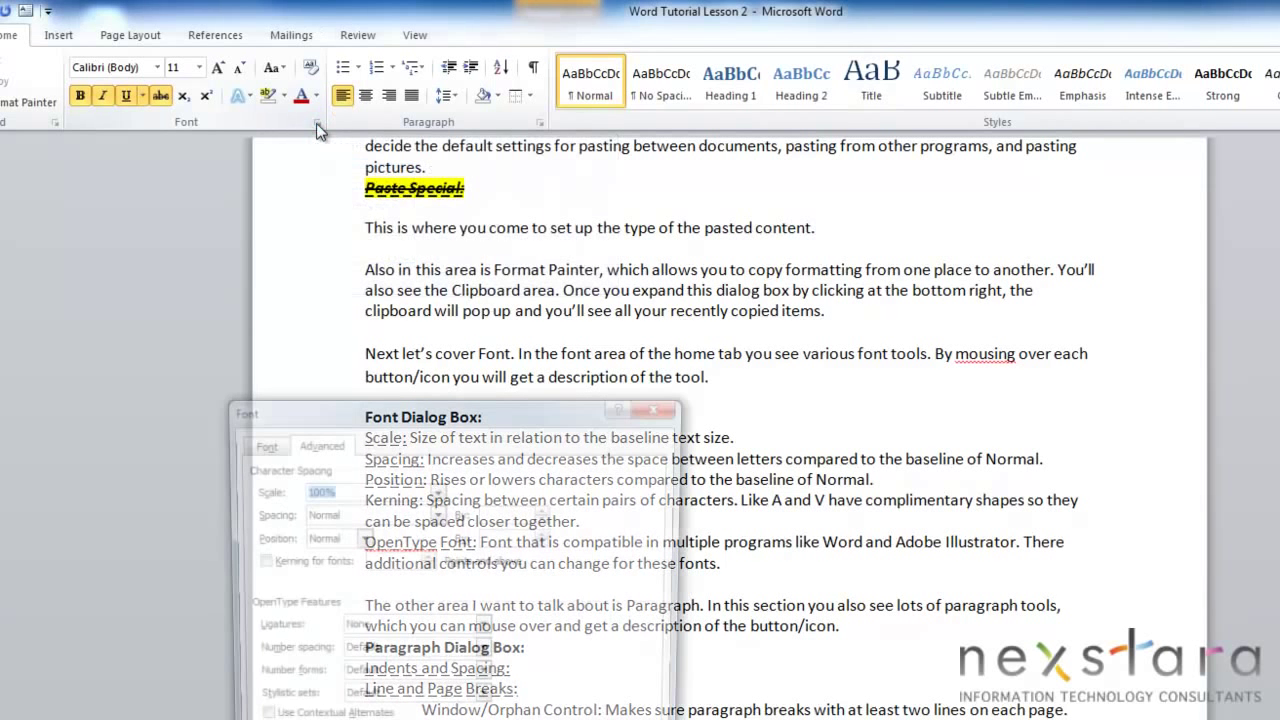 Word Tutorial Lesson 2 - Microsoft Word
ome Insert Page Layout References Mailings Review View
Calibri (Body) 11 Aa
mat Painter
B I U abc x₂ x² A ab A
AaBbCcDc AaBbCcDc AaBbC AaBbCc AaB AaBbCc. AaBbCcDc AaBbCcDc AaBbCcDc AaBbCcDc
¶ Normal ¶ No Spaci... Heading 1 Heading 2 Title Subtitle Subtle Em... Emphasis Intense E... Strong
d Font Paragraph Styles
decide the default settings for pasting between documents, pasting from other programs, and pasting
pictures.
Paste Special:
This is where you come to set up the type of the pasted content.
Also in this area is Format Painter, which allows you to copy formatting from one place to another. You’ll
also see the Clipboard area. Once you expand this dialog box by clicking at the bottom right, the
clipboard will pop up and you’ll see all your recently copied items.
Next let’s cover Font. In the font area of the home tab you see various font tools. By mousing over each
button/icon you will get a description of the tool.
Font Dialog Box:
Scale: Size of text in relation to the baseline text size.
Spacing: Increases and decreases the space between letters compared to the baseline of Normal.
Position: Rises or lowers characters compared to the baseline of Normal.
Kerning: Spacing between certain pairs of characters. Like A and V have complimentary shapes so they
can be spaced closer together.
OpenType Font: Font that is compatible in multiple programs like Word and Adobe Illustrator. There
additional controls you can change for these fonts.
The other area I want to talk about is Paragraph. In this section you also see lots of paragraph tools,
which you can mouse over and get a description of the button/icon.
Paragraph Dialog Box:
Indents and Spacing:
Line and Page Breaks:
Window/Orphan Control: Makes sure paragraph breaks with at least two lines on each page.
Font
Font Advanced
Character Spacing
Scale: 100%
Spacing: Normal By:
Position: Normal By:
Kerning for fonts: Points and above
OpenType Features
Ligatures: None
Number spacing: Defa
Number forms: Defa
Stylistic sets: Defa
Use Contextual Alternates
nexstara
INFORMATION TECHNOLOGY CONSULTANTS